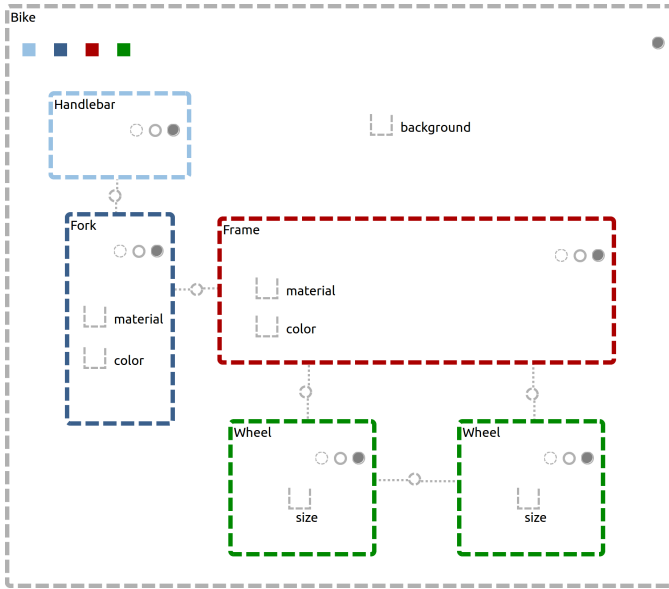 Bike
Handlebar
background
Fork
Frame
material
material
color
color
Wheel
Wheel
size
size